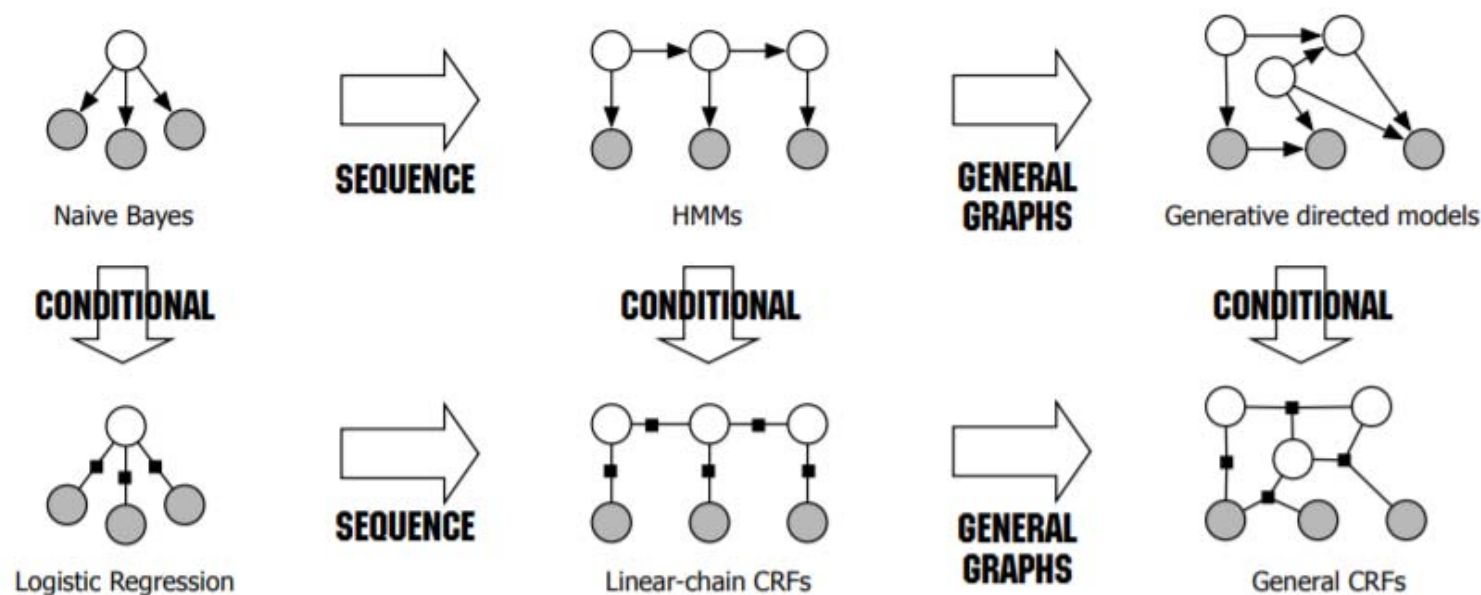 SEQUENCE
GENERAL
GRAPHS
Naive Bayes
HMMs
Generative directed models
CONDITIONAL
CONDITIONAL
CONDITIONAL
SEQUENCE
GENERAL
GRAPHS
Logistic Regression
Linear-chain CRFs
General CRFs